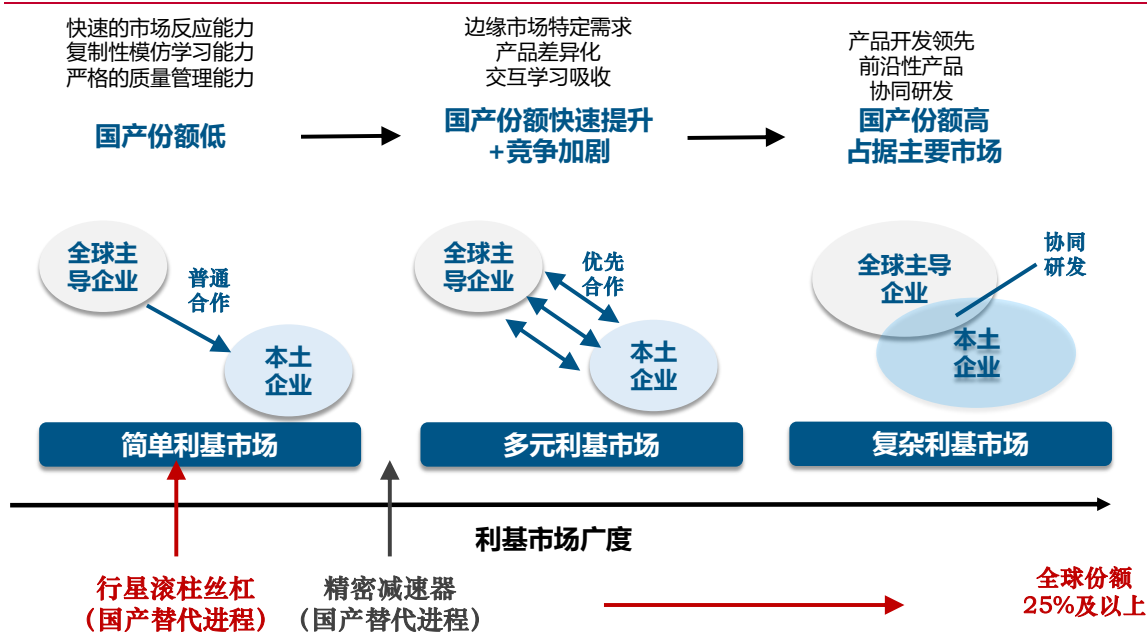 快速的市场反应能力
复制性模仿学习能力
严格的质量管理能力
国产份额低
边缘市场特定需求
产品差异化
交互学习吸收
国产份额快速提升
+竞争加剧
产品开发领先
前沿性产品
协同研发
国产份额高
占据主要市场
全球主
导企业
普通
合作
本土
企业
全球主
导企业
优先
合作
本土
企业
全球主导
企业
协同
研发
本土
企业
简单利基市场
多元利基市场
复杂利基市场
利基市场广度
行星滚柱丝杠
（国产替代进程）
精密减速器
（国产替代进程）
全球份额
25%及以上